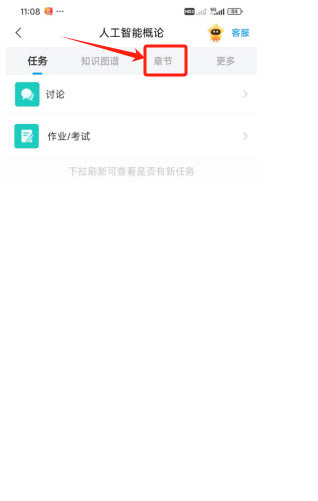 11:08
人工智能概论
客服
任务 知识图谱 章节 更多
讨论
作业/考试
下拉刷新可查看是否有新任务